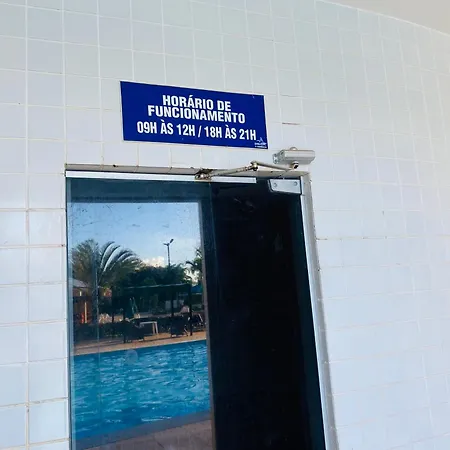 HORÁRIO DE
FUNCIONAMENTO
09H ÀS 12H / 18H ÀS 21H